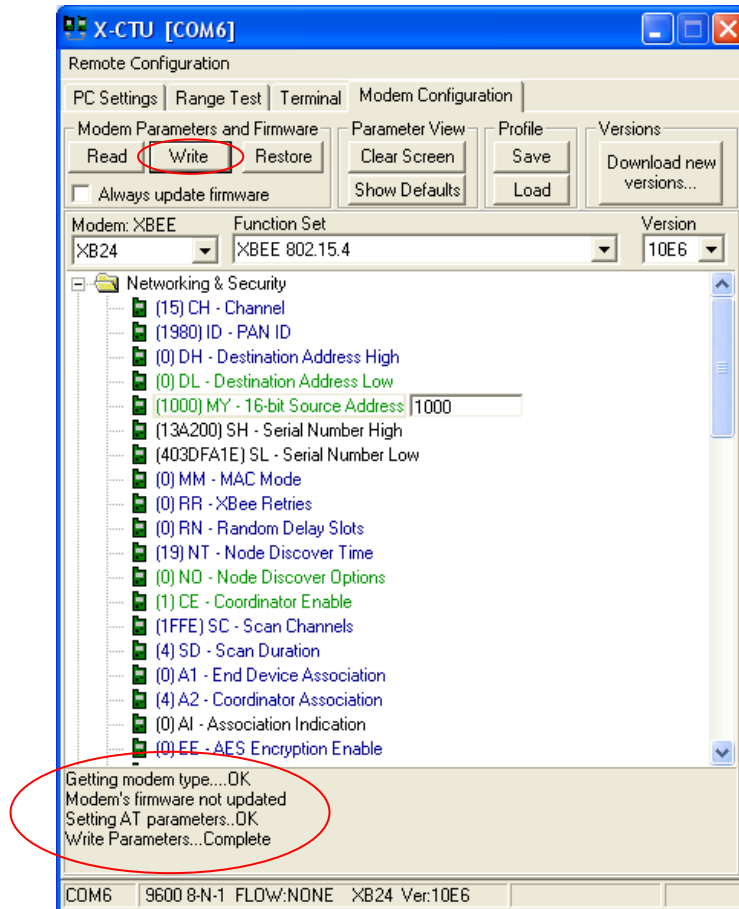 X-CTU [COM6]
Remote Configuration
PC Settings Range Test Terminal Modem Configuration
Modem Parameters and Firmware Parameter View Profile Versions
Read Write Restore Clear Screen Save Download new versions...
Always update firmware Show Defaults Load
Modem: XBEE Function Set Version
XB24 XBEE 802.15.4 10E6
Networking & Security
(15) CH - Channel
(1980) ID - PAN ID
(0) DH - Destination Address High
(0) DL - Destination Address Low
(1000) MY - 16-bit Source Address 1000
(13A200) SH - Serial Number High
(403DFA1E) SL - Serial Number Low
(0) MM - MAC Mode
(0) RR - XBee Retries
(0) RN - Random Delay Slots
(19) NT - Node Discover Time
(0) NO - Node Discover Options
(1) CE - Coordinator Enable
(1FFE) SC - Scan Channels
(4) SD - Scan Duration
(0) A1 - End Device Association
(4) A2 - Coordinator Association
(0) AI - Association Indication
(0) EE - AES Encryption Enable
Getting modem type....OK
Modem's firmware not updated
Setting AT parameters..OK
Write Parameters...Complete
COM6 9600 8-N-1 FLOW:NONE XB24 Ver:10E6